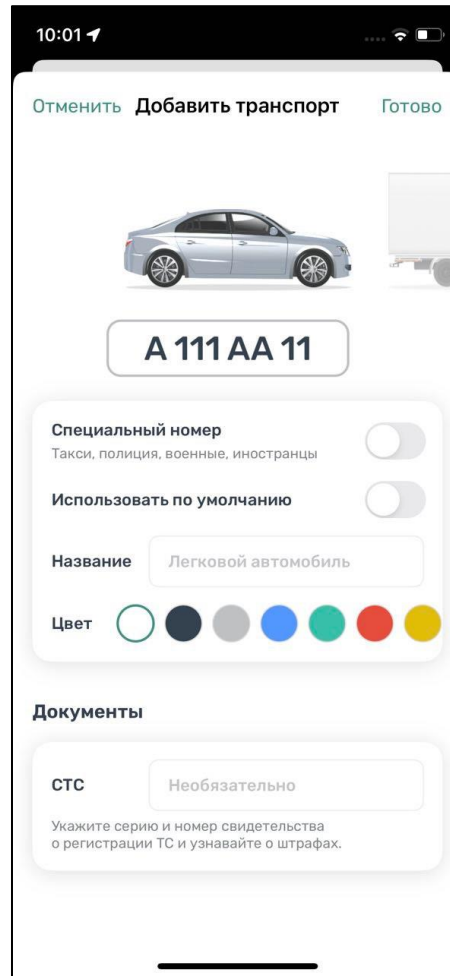 10:01
Отменить Добавить транспорт Готово
А 111 АА 11
Специальный номер
Такси, полиция, военные, иностранцы
Использовать по умолчанию
Название Легковой автомобиль
Цвет
Документы
СТС Необязательно
Укажите серию и номер свидетельства
о регистрации ТС и узнавайте о штрафах.